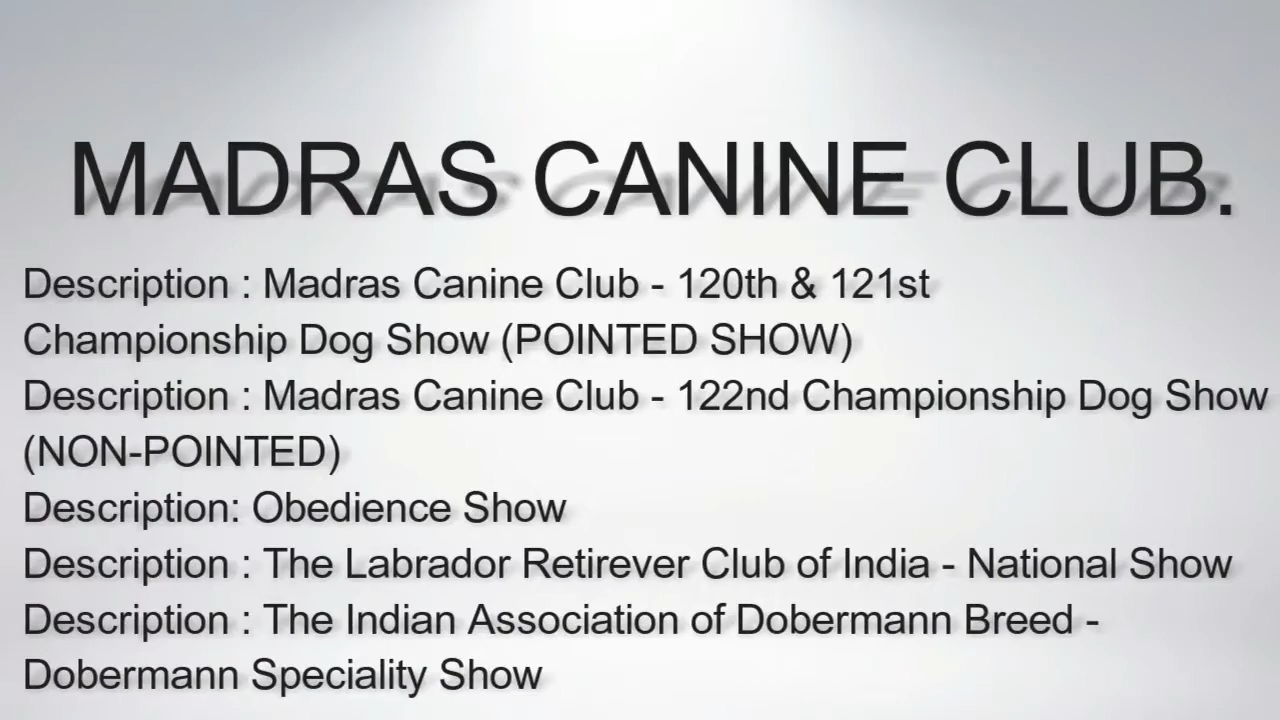 MADRAS CANINE CLUB.
Description : Madras Canine Club - 120th & 121st
Championship Dog Show (POINTED SHOW)
Description : Madras Canine Club - 122nd Championship Dog Show
(NON-POINTED)
Description: Obedience Show
Description : The Labrador Retirever Club of India - National Show
Description : The Indian Association of Dobermann Breed -
Dobermann Speciality Show